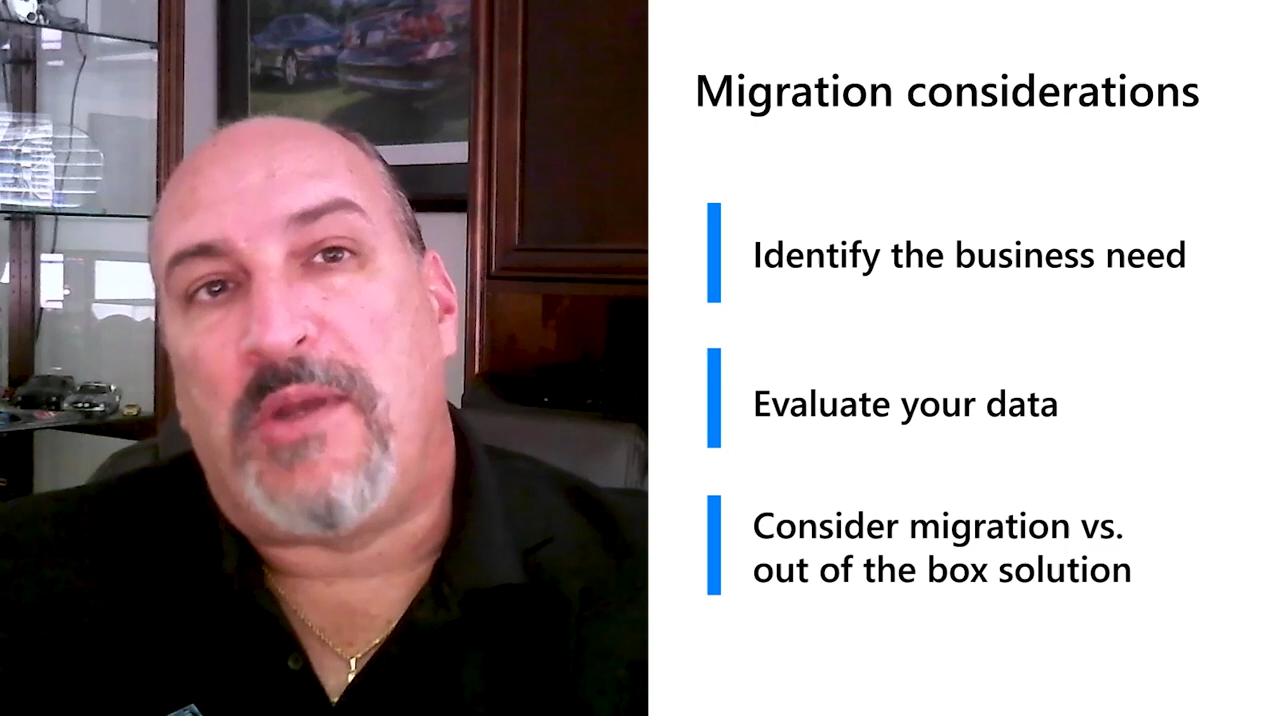 Migration considerations
Identify the business need
Evaluate your data
Consider migration vs.
out of the box solution